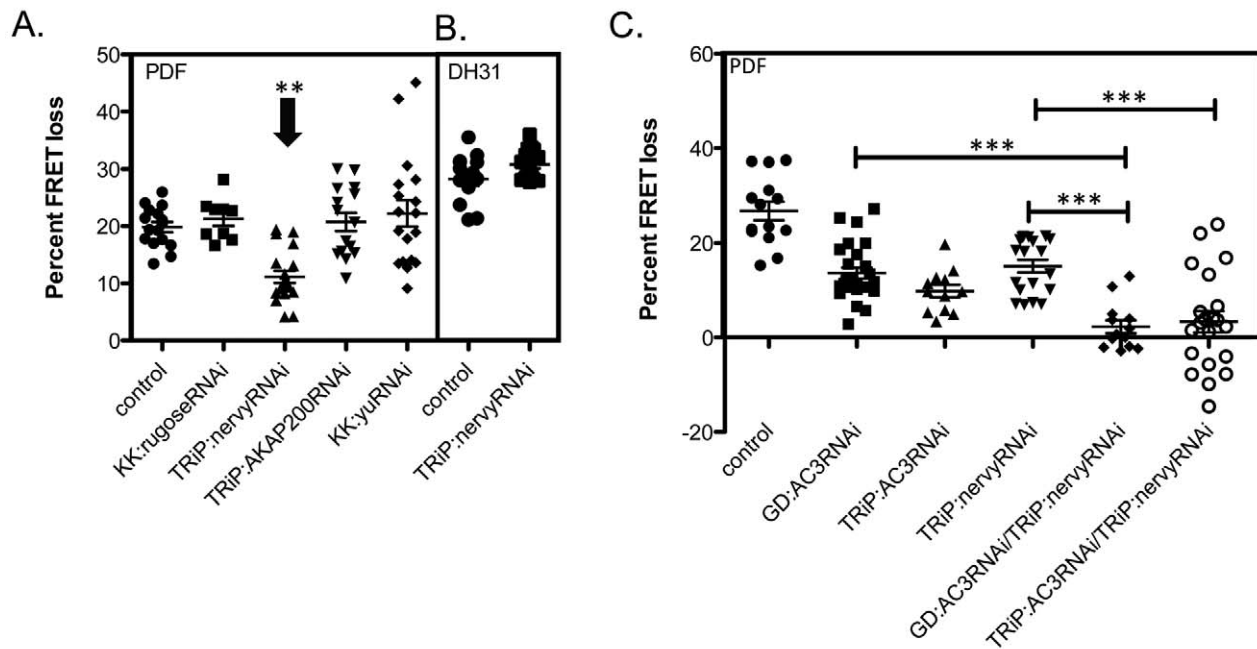 A.
B.
C.
Percent FRET loss
50
40
30
20
10
0
PDF
**
DH31
control
KK:rugoseRNAi
TRiP:nervyRNAi
TRiP:AKAP200RNAi
KK:yuRNAi
control
TRiP:nervyRNAi
Percent FRET loss
60
40
20
0
-20
PDF
***
***
***
control
GD:AC3RNAi
TRiP:AC3RNAi
TRiP:nervyRNAi
GD:AC3RNAi/TRiP:nervyRNAi
TRiP:AC3RNAi/TRiP:nervyRNAi